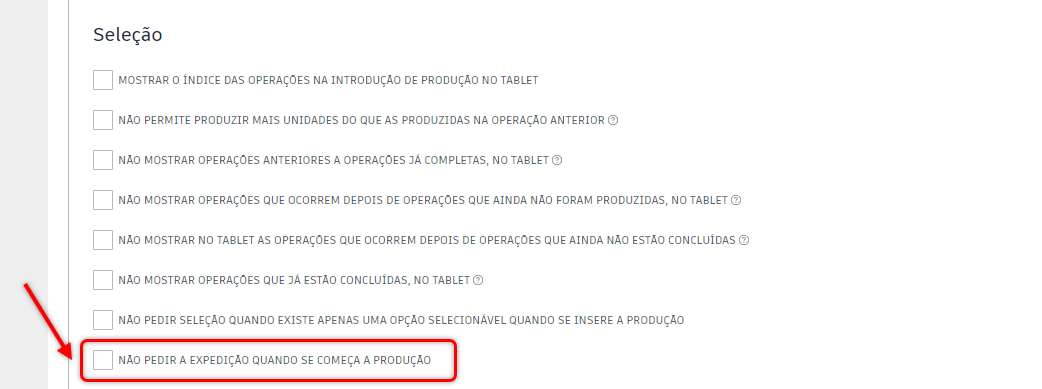 Seleção
MOSTRAR O ÍNDICE DAS OPERAÇÕES NA INTRODUÇÃO DE PRODUÇÃO NO TABLET
NÃO PERMITE PRODUZIR MAIS UNIDADES DO QUE AS PRODUZIDAS NA OPERAÇÃO ANTERIOR ?
NÃO MOSTRAR OPERAÇÕES ANTERIORES A OPERAÇÕES JÁ COMPLETAS, NO TABLET ?
NÃO MOSTRAR OPERAÇÕES QUE OCORREM DEPOIS DE OPERAÇÕES QUE AINDA NÃO FORAM PRODUZIDAS, NO TABLET ?
NÃO MOSTRAR NO TABLET AS OPERAÇÕES QUE OCORREM DEPOIS DE OPERAÇÕES QUE AINDA NÃO ESTÃO CONCLUÍDAS ?
NÃO MOSTRAR OPERAÇÕES QUE JÁ ESTÃO CONCLUÍDAS, NO TABLET ?
NÃO PEDIR SELEÇÃO QUANDO EXISTE APENAS UMA OPÇÃO SELECIONÁVEL QUANDO SE INSERE A PRODUÇÃO
NÃO PEDIR A EXPEDIÇÃO QUANDO SE COMEÇA A PRODUÇÃO